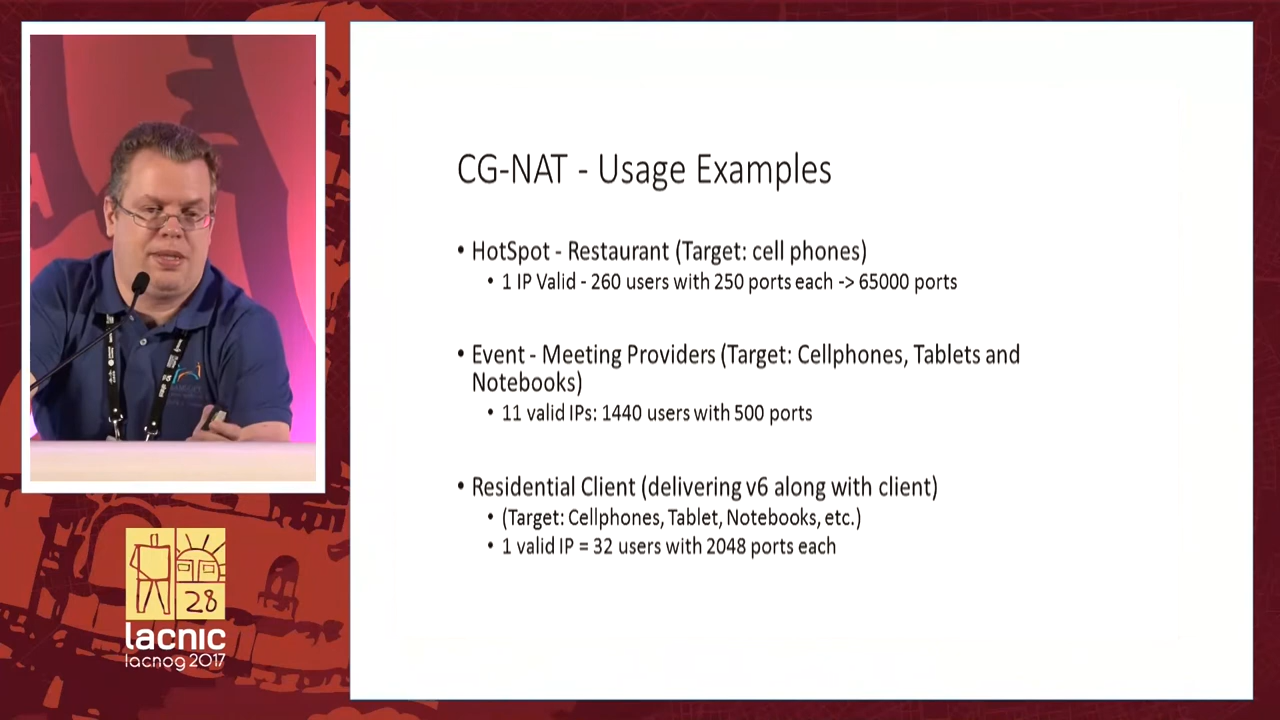 CG-NAT - Usage Examples
• HotSpot - Restaurant (Target: cell phones)
• 1 IP Valid - 260 users with 250 ports each -> 65000 ports
• Event - Meeting Providers (Target: Cellphones, Tablets and
Notebooks)
• 11 valid IPs: 1440 users with 500 ports
• Residential Client (delivering v6 along with client)
• (Target: Cellphones, Tablet, Notebooks, etc.)
• 1 valid IP = 32 users with 2048 ports each
28
lacnic
lacnog 2017